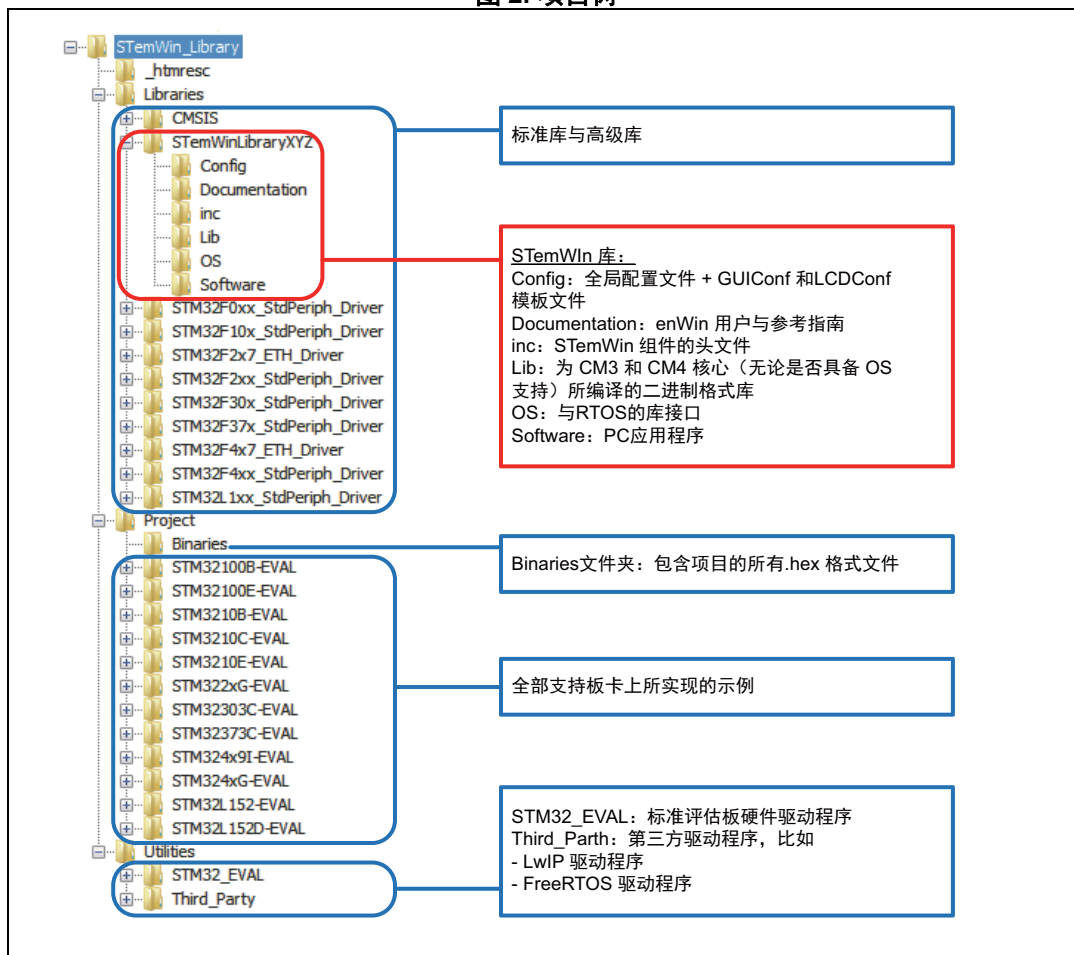 STemWin_Library
_htmresc
Libraries
CMSIS
STemWinLibraryXYZ
Config
Documentation
inc
Lib
OS
Software
STM32F0xx_StdPeriph_Driver
STM32F10x_StdPeriph_Driver
STM32F2x7_ETH_Driver
STM32F2xx_StdPeriph_Driver
STM32F30x_StdPeriph_Driver
STM32F37x_StdPeriph_Driver
STM32F4x7_ETH_Driver
STM32F4xx_StdPeriph_Driver
STM32L1xx_StdPeriph_Driver
Project
Binaries
STM32100B-EVAL
STM32100E-EVAL
STM3210B-EVAL
STM3210C-EVAL
STM3210E-EVAL
STM322xG-EVAL
STM32303C-EVAL
STM32373C-EVAL
STM324x9I-EVAL
STM324xG-EVAL
STM32L152-EVAL
STM32L152D-EVAL
Utilities
STM32_EVAL
Third_Party
标准库与高级库
STemWIn 库：
Config：全局配置文件 + GUIConf 和LCDConf
模板文件
Documentation：enWin 用户与参考指南
inc：STemWin 组件的头文件
Lib：为 CM3 和 CM4 核心（无论是否具备 OS
支持）所编译的二进制格式库
OS：与RTOS的库接口
Software：PC应用程序
Binaries文件夹：包含项目的所有.hex 格式文件
全部支持板卡上所实现的示例
STM32_EVAL：标准评估板硬件驱动程序
Third_Parth：第三方驱动程序，比如
- LwIP 驱动程序
- FreeRTOS 驱动程序